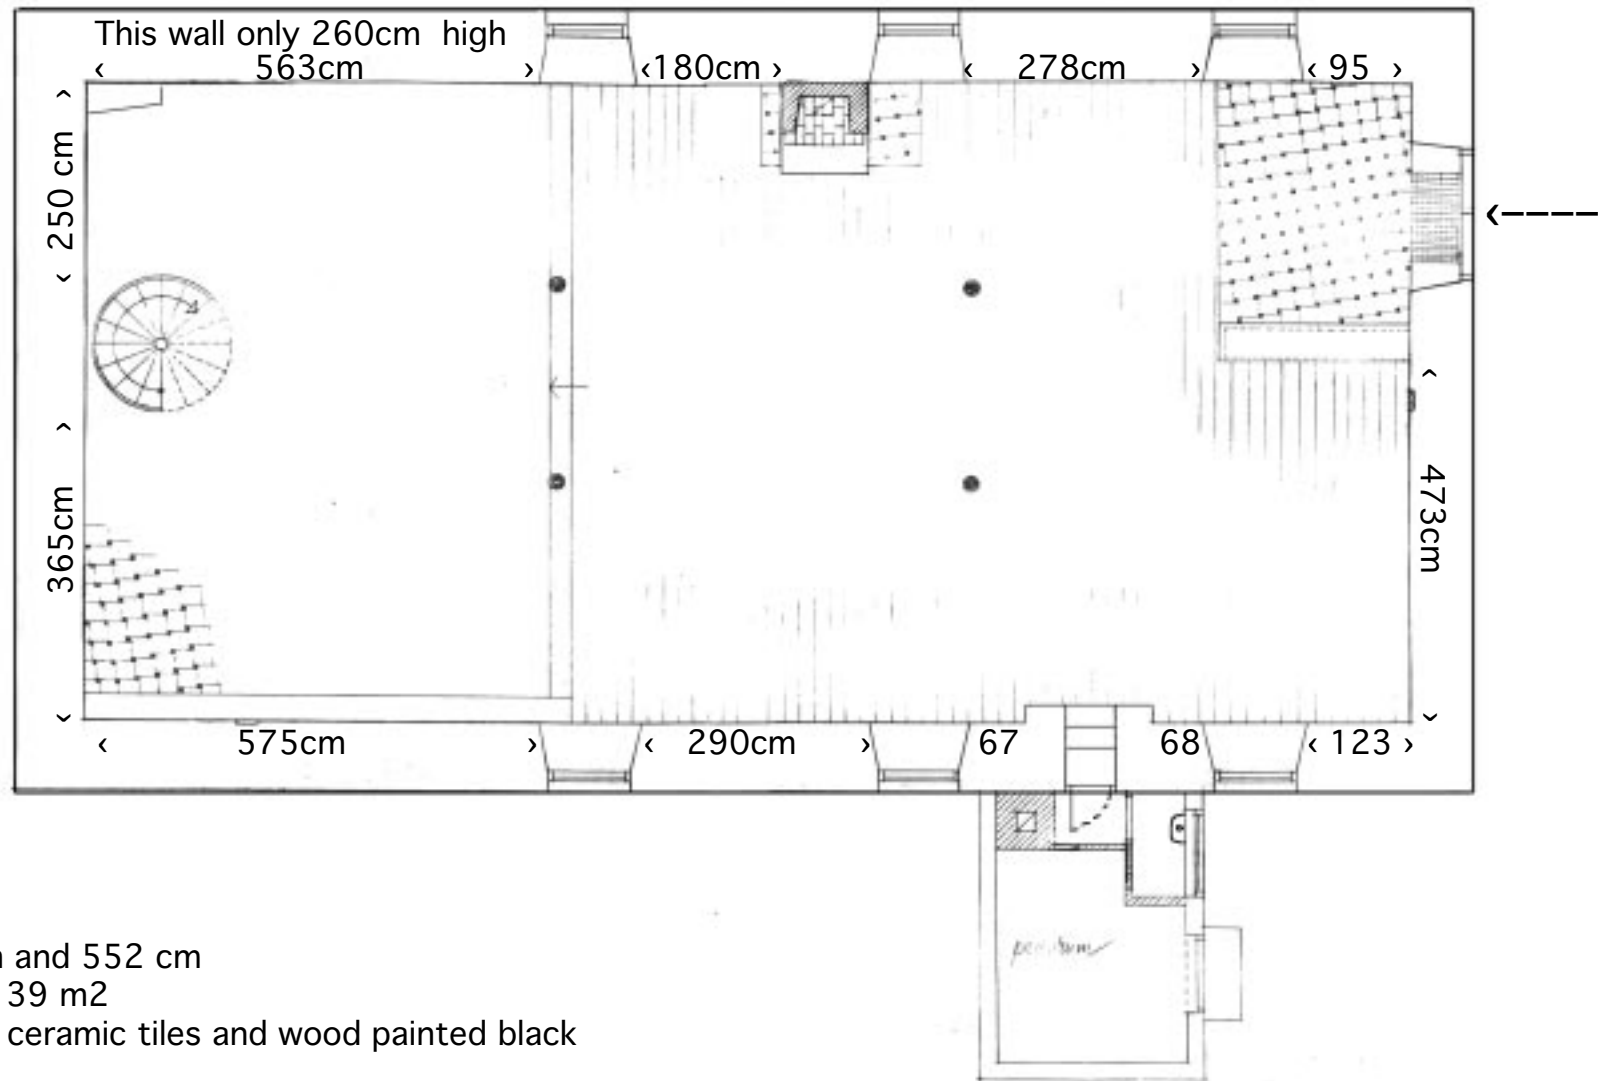 This wall only 260cm high
563cm
180cm
278cm
95
250 cm
365cm
473cm
575cm
290cm
67
68
123
and 552 cm
39 m2
ceramic tiles and wood painted black